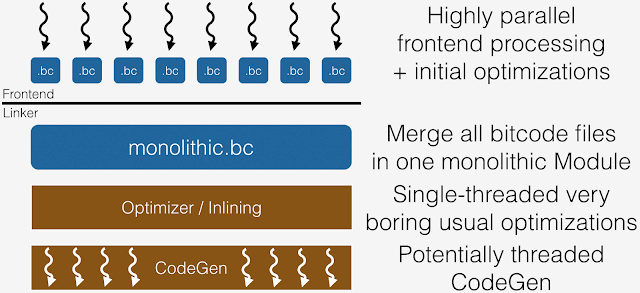 .bc .bc .bc .bc .bc .bc .bc .bc
Highly parallel
frontend processing
+ initial optimizations
Frontend
Linker
monolithic.bc
Merge all bitcode files
in one monolithic Module
Optimizer / Inlining
Single-threaded very
boring usual optimizations
CodeGen
Potentially threaded
CodeGen